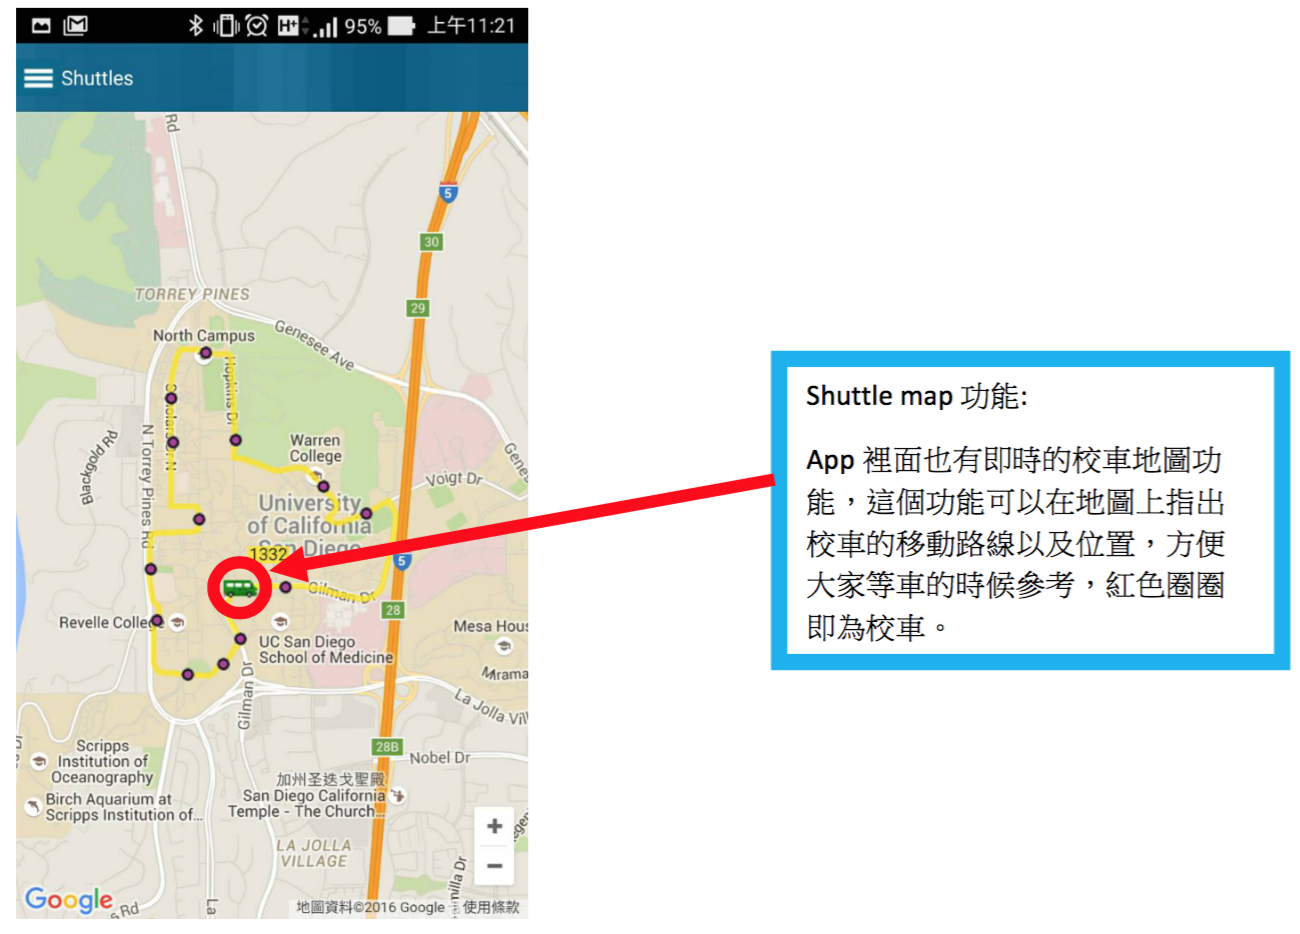 95% 上午11:21
Shuttles
Rd
5
30
TORREY PINES
29
North Campus
Genesee Ave
Hopkins Dr
Scholars Dr N
N Torrey Pines Rd
Blackgold Rd
Warren
College
Voigt Dr
University
of California
San Diego
1332
5
Gilman Dr
28
Revelle College
UC San Diego
School of Medicine
Mesa Hous
Mirama
Gilman Dr
La Jolla Vil
28B
Nobel Dr
Scripps
Institution of
Oceanography
Birch Aquarium at
Scripps Institution of...
加州圣迭戈聖殿
San Diego California
Temple - The Church...
+
LA JOLLA
VILLAGE
−
Google
Rd
La
地圖資料©2016 Google
使用條款
Shuttle map 功能:
App 裡面也有即時的校車地圖功
能，這個功能可以在地圖上指出
校車的移動路線以及位置，方便
大家等車的時候參考，紅色圈圈
即為校車。